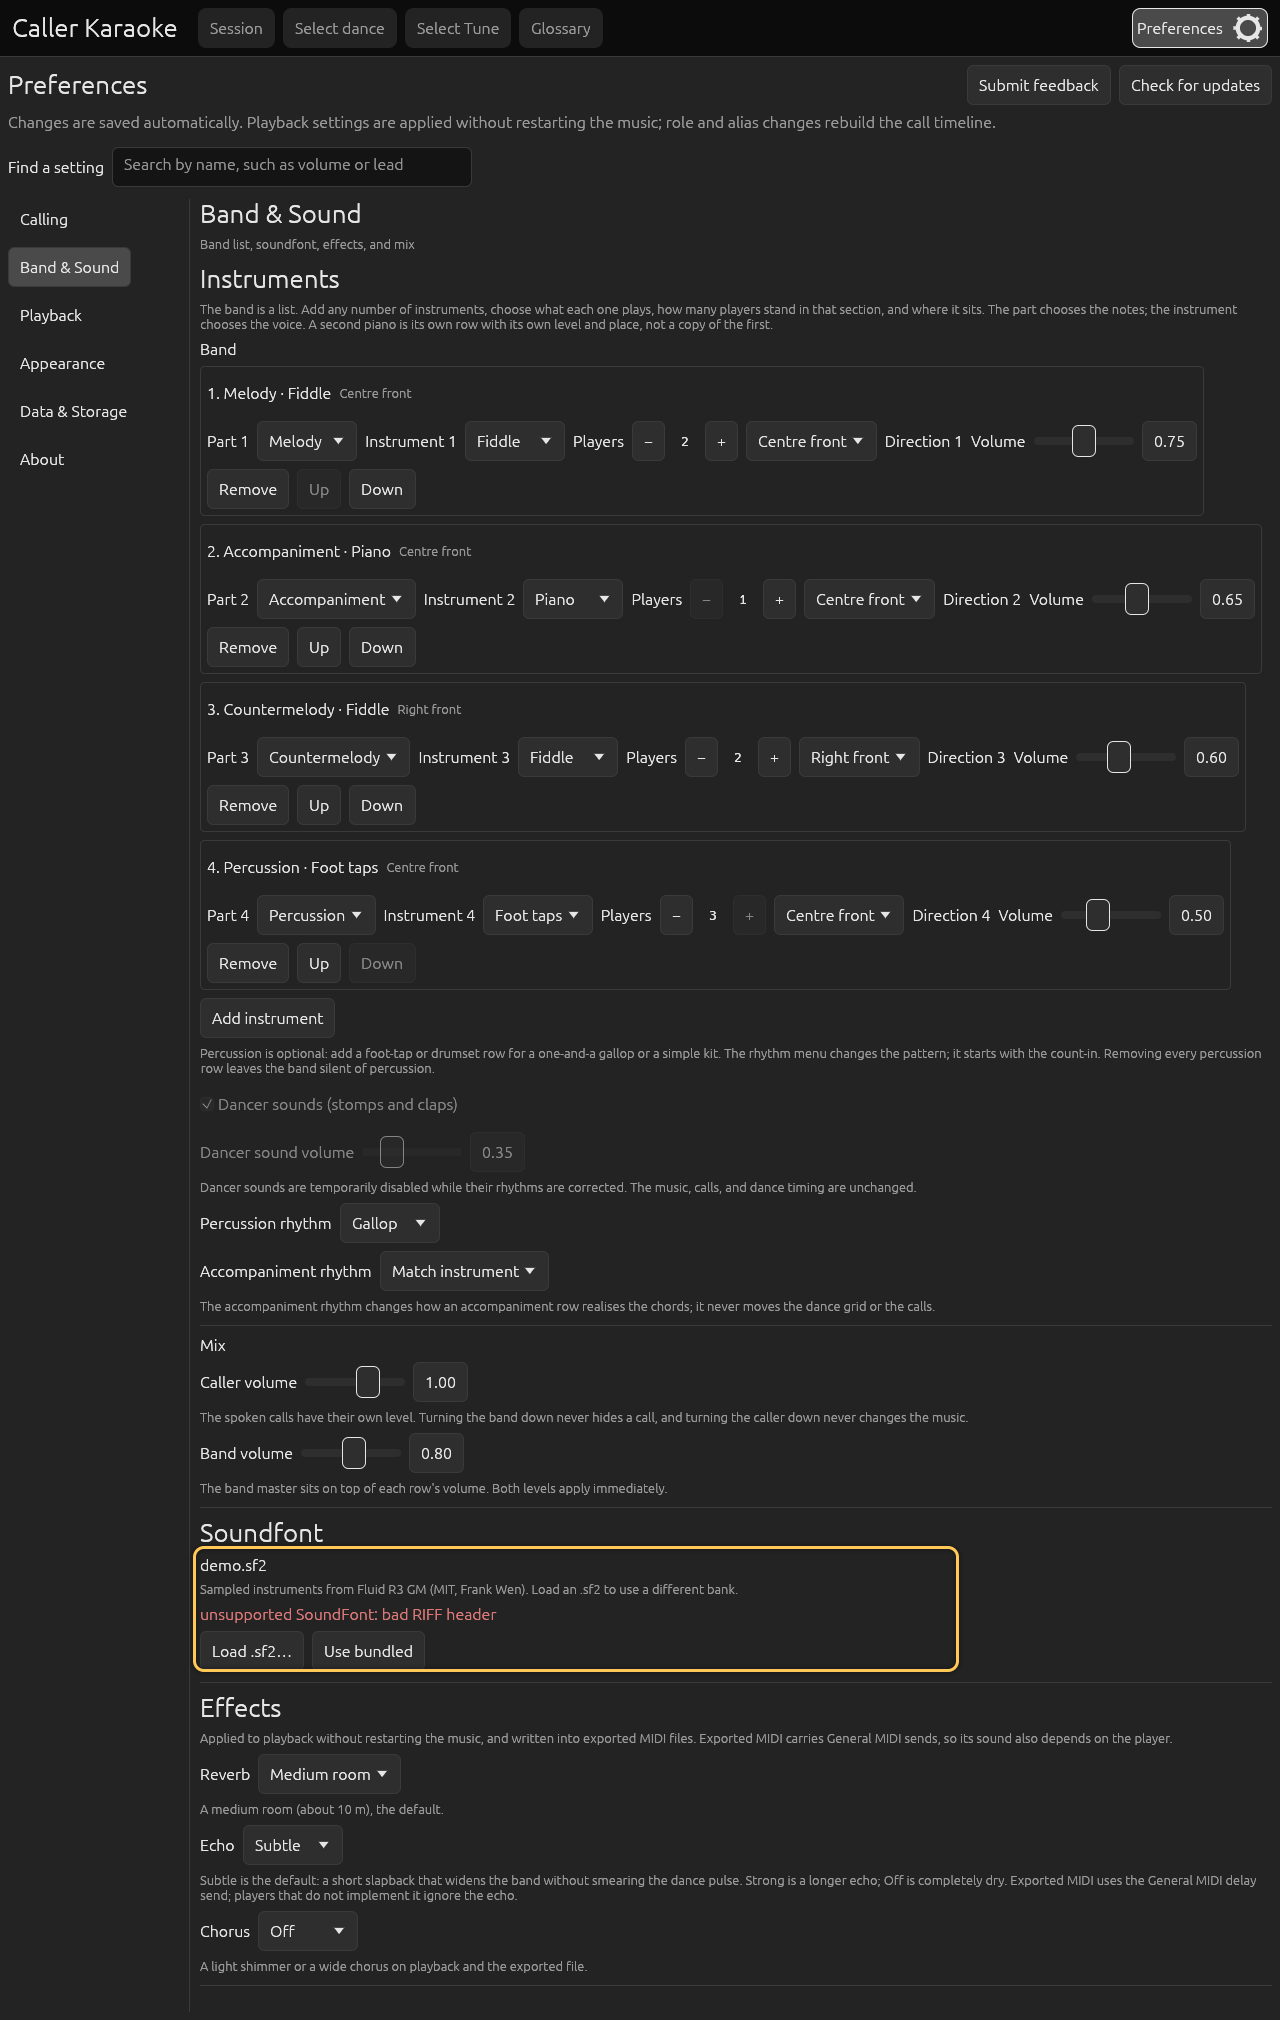 Caller Karaoke
Session
Select dance
Select Tune
Glossary
Preferences
Preferences
Submit feedback
Check for updates
Changes are saved automatically. Playback settings are applied without restarting the music; role and alias changes rebuild the call timeline.
Find a setting
Search by name, such as volume or lead
Calling
Band & Sound
Playback
Appearance
Data & Storage
About
Band & Sound
Band list, soundfont, effects, and mix
Instruments
The band is a list. Add any number of instruments, choose what each one plays, how many players stand in that section, and where it sits. The part chooses the notes; the instrument
chooses the voice. A second piano is its own row with its own level and place, not a copy of the first.
Band
1. Melody · Fiddle Centre front
Part 1 Melody Instrument 1 Fiddle Players – 2 + Centre front Direction 1 Volume 0.75
Remove Up Down
2. Accompaniment · Piano Centre front
Part 2 Accompaniment Instrument 2 Piano Players – 1 + Centre front Direction 2 Volume 0.65
Remove Up Down
3. Countermelody · Fiddle Right front
Part 3 Countermelody Instrument 3 Fiddle Players – 2 + Right front Direction 3 Volume 0.60
Remove Up Down
4. Percussion · Foot taps Centre front
Part 4 Percussion Instrument 4 Foot taps Players – 3 + Centre front Direction 4 Volume 0.50
Remove Up Down
Add instrument
Percussion is optional: add a foot-tap or drumset row for a one-and-a gallop or a simple kit. The rhythm menu changes the pattern; it starts with the count-in. Removing every percussion
row leaves the band silent of percussion.
Dancer sounds (stomps and claps)
Dancer sound volume 0.35
Dancer sounds are temporarily disabled while their rhythms are corrected. The music, calls, and dance timing are unchanged.
Percussion rhythm Gallop
Accompaniment rhythm Match instrument
The accompaniment rhythm changes how an accompaniment row realises the chords; it never moves the dance grid or the calls.
Mix
Caller volume 1.00
The spoken calls have their own level. Turning the band down never hides a call, and turning the caller down never changes the music.
Band volume 0.80
The band master sits on top of each row's volume. Both levels apply immediately.
Soundfont
demo.sf2
Sampled instruments from Fluid R3 GM (MIT, Frank Wen). Load an .sf2 to use a different bank.
unsupported SoundFont: bad RIFF header
Load .sf2… Use bundled
Effects
Applied to playback without restarting the music, and written into exported MIDI files. Exported MIDI carries General MIDI sends, so its sound also depends on the player.
Reverb Medium room
A medium room (about 10 m), the default.
Echo Subtle
Subtle is the default: a short slapback that widens the band without smearing the dance pulse. Strong is a longer echo; Off is completely dry. Exported MIDI uses the General MIDI delay
send; players that do not implement it ignore the echo.
Chorus Off
A light shimmer or a wide chorus on playback and the exported file.